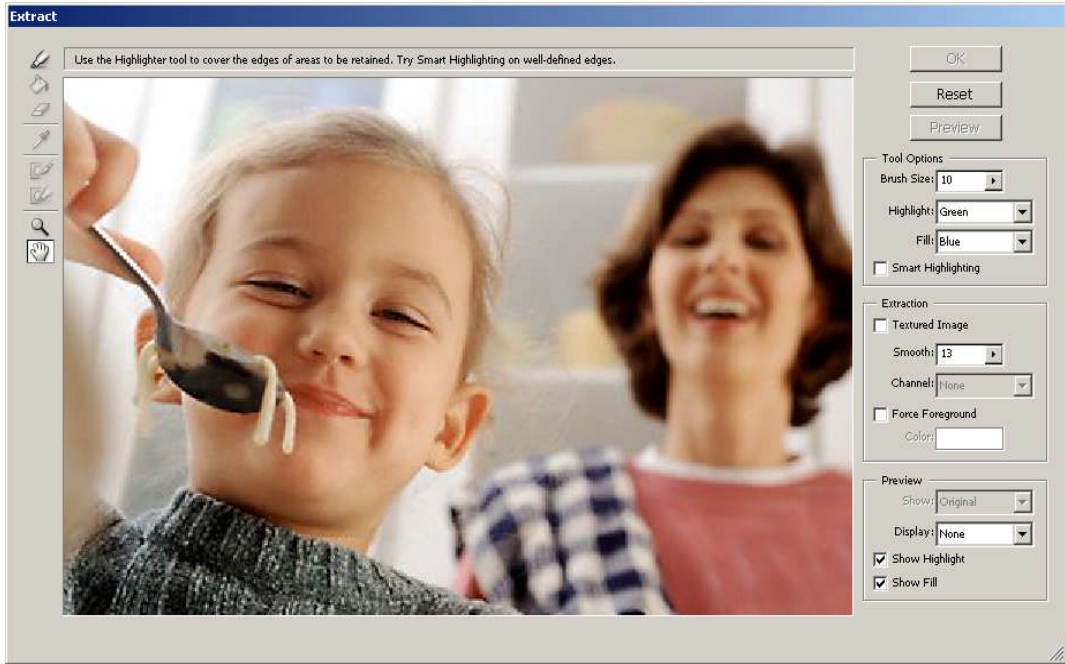 Extract
Use the Highlighter tool to cover the edges of areas to be retained. Try Smart Highlighting on well-defined edges.
OK
Reset
Preview
Tool Options
Brush Size: 10
Highlight: Green
Fill: Blue
Smart Highlighting
Extraction
Textured Image
Smooth: 13
Channel: None
Force Foreground
Color:
Preview
Show: Original
Display: None
Show Highlight
Show Fill